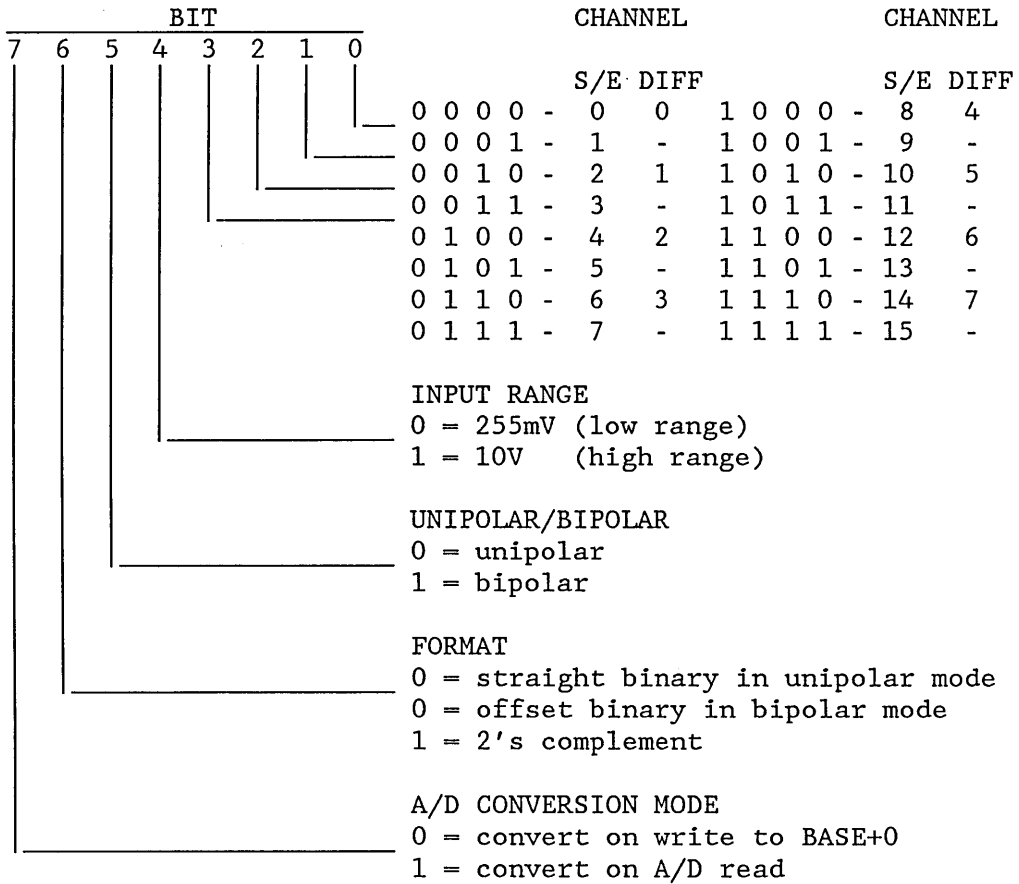 BIT CHANNEL CHANNEL
7 6 5 4 3 2 1 0
S/E DIFF S/E DIFF
0 0 0 0 - 0 0 1 0 0 0 - 8 4
0 0 0 1 - 1 - 1 0 0 1 - 9 -
0 0 1 0 - 2 1 1 0 1 0 - 10 5
0 0 1 1 - 3 - 1 0 1 1 - 11 -
0 1 0 0 - 4 2 1 1 0 0 - 12 6
0 1 0 1 - 5 - 1 1 0 1 - 13 -
0 1 1 0 - 6 3 1 1 1 0 - 14 7
0 1 1 1 - 7 - 1 1 1 1 - 15 -
INPUT RANGE
0 = 255mV (low range)
1 = 10V (high range)
UNIPOLAR/BIPOLAR
0 = unipolar
1 = bipolar
FORMAT
0 = straight binary in unipolar mode
0 = offset binary in bipolar mode
1 = 2's complement
A/D CONVERSION MODE
0 = convert on write to BASE+0
1 = convert on A/D read